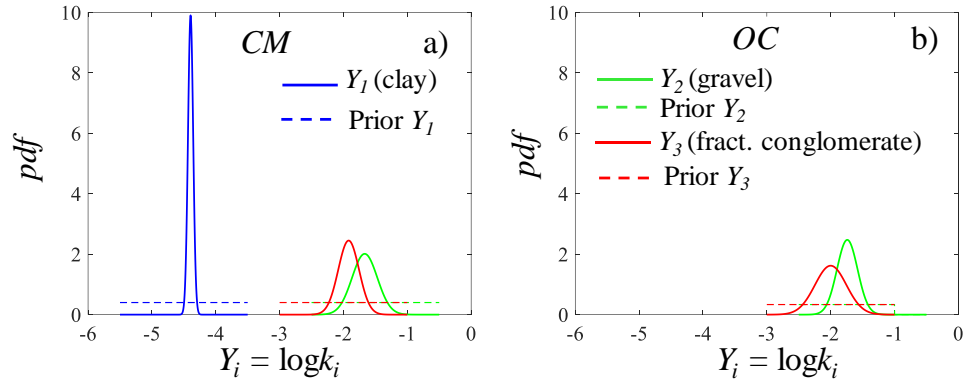 CM
a)
Y1 (clay)
Prior Y1
pdf
10
8
6
4
2
0
-6
-5
-4
-3
-2
-1
0
Yi = logki
OC
b)
Y2 (gravel)
Prior Y2
Y3 (fract. conglomerate)
Prior Y3
pdf
10
8
6
4
2
0
-6
-5
-4
-3
-2
-1
0
Yi = logki